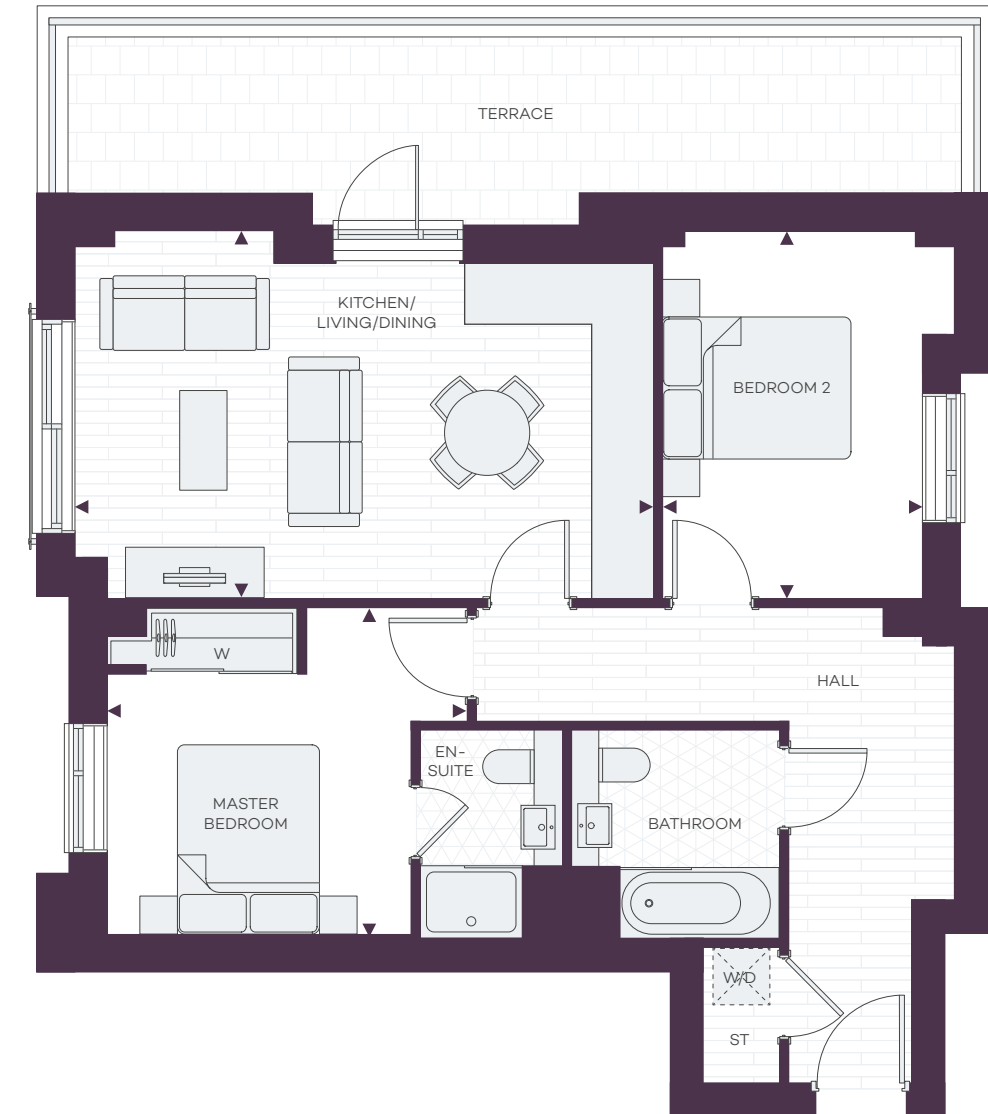 TERRACE
KITCHEN/
LIVING/DINING
BEDROOM 2
W
HALL
EN-
SUITE
MASTER
BEDROOM
BATHROOM
W/D
ST